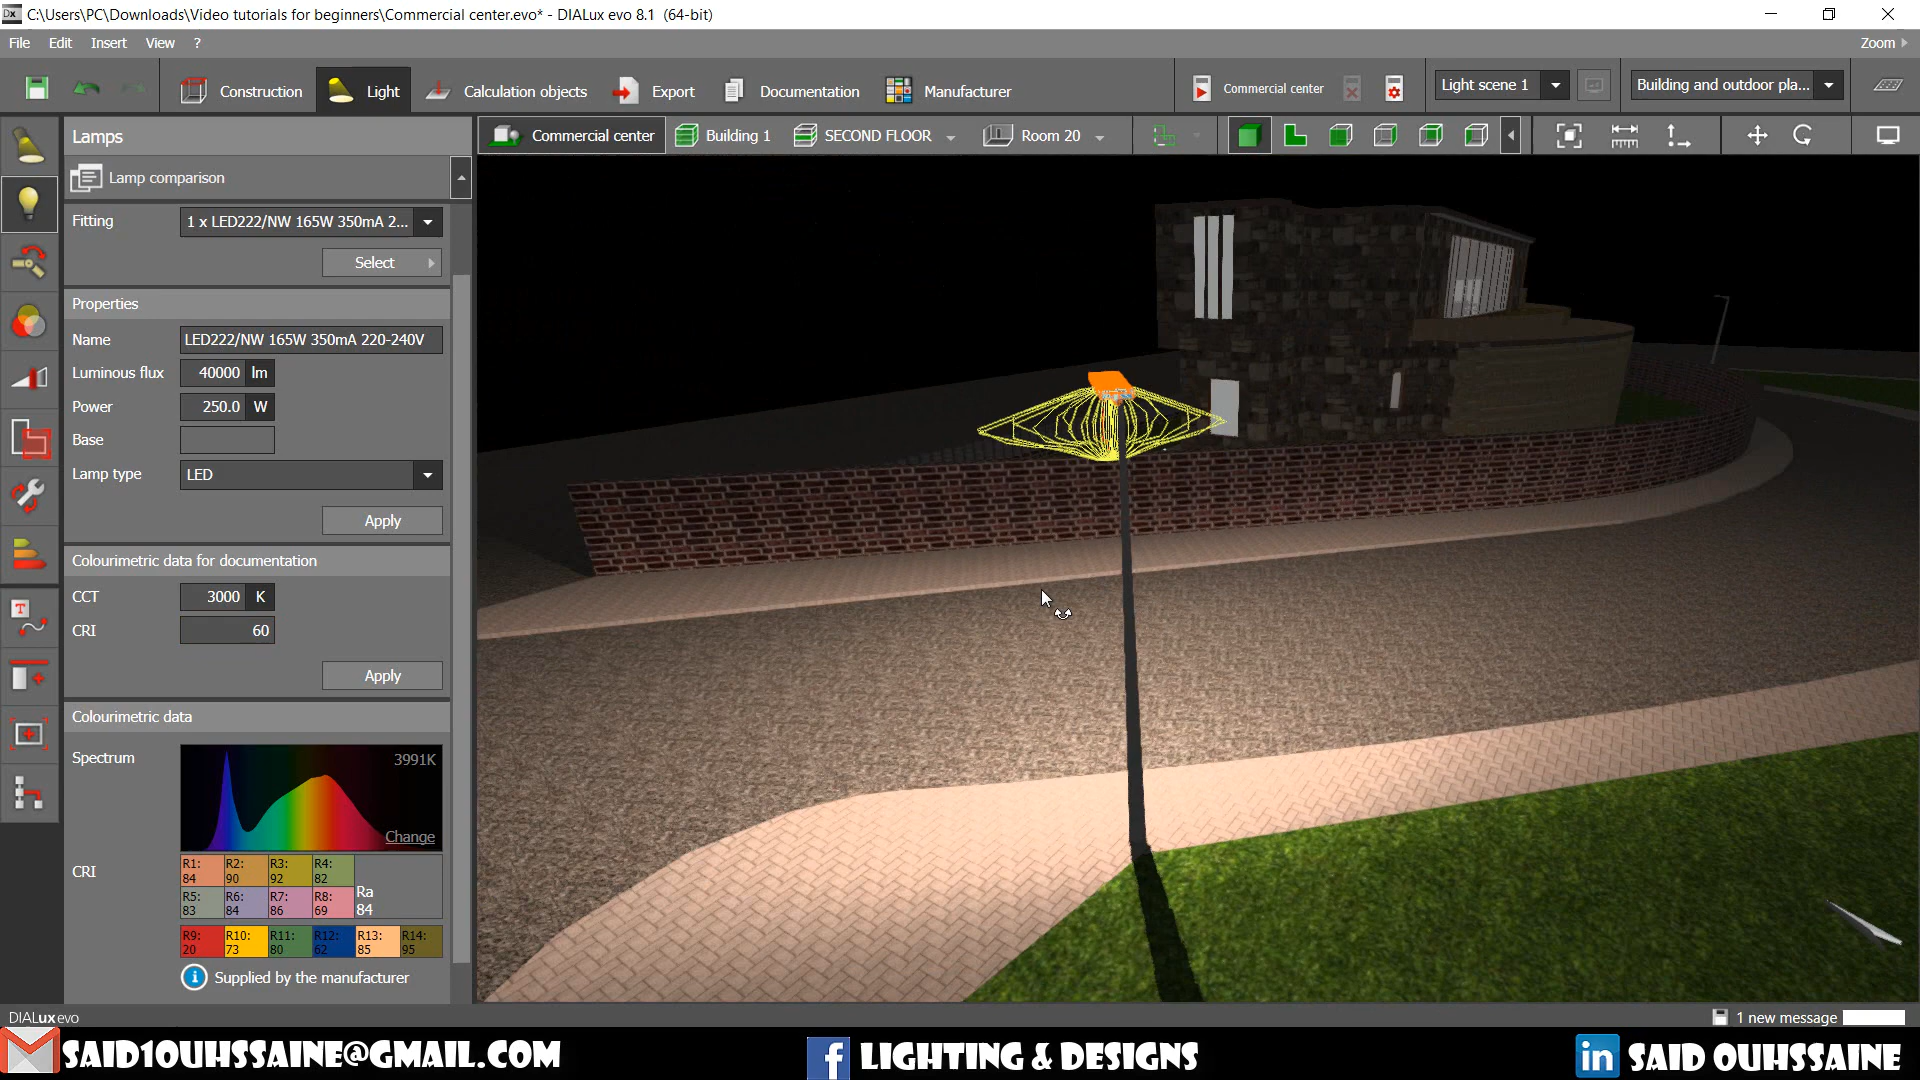 Dx C:\Users\PC\Downloads\Video tutorials for beginners\Commercial center.evo* - DIALux evo 8.1 (64-bit)
File Edit Insert View ? Zoom
Construction Light Calculation objects Export Documentation Manufacturer Commercial center Light scene 1 Building and outdoor pla...
Lamps
Commercial center Building 1 SECOND FLOOR Room 20
Lamp comparison
Fitting 1 x LED222/NW 165W 350mA 2...
Select
Properties
Name LED222/NW 165W 350mA 220-240V
Luminous flux 40000 lm
Power 250.0 W
Base
Lamp type LED
Apply
Colourimetric data for documentation
CCT 3000 K
CRI 60
Apply
Colourimetric data
Spectrum 3991K
Change
CRI
R1: 84 R2: 90 R3: 92 R4: 82
R5: 83 R6: 84 R7: 86 R8: 69 Ra 84
R9: 20 R10: 73 R11: 80 R12: 62 R13: 85 R14: 95
i Supplied by the manufacturer
DIALux evo 1 new message
SAID1OUHSSAINE@GMAIL.COM f LIGHTING & DESIGNS in SAID OUHSSAINE